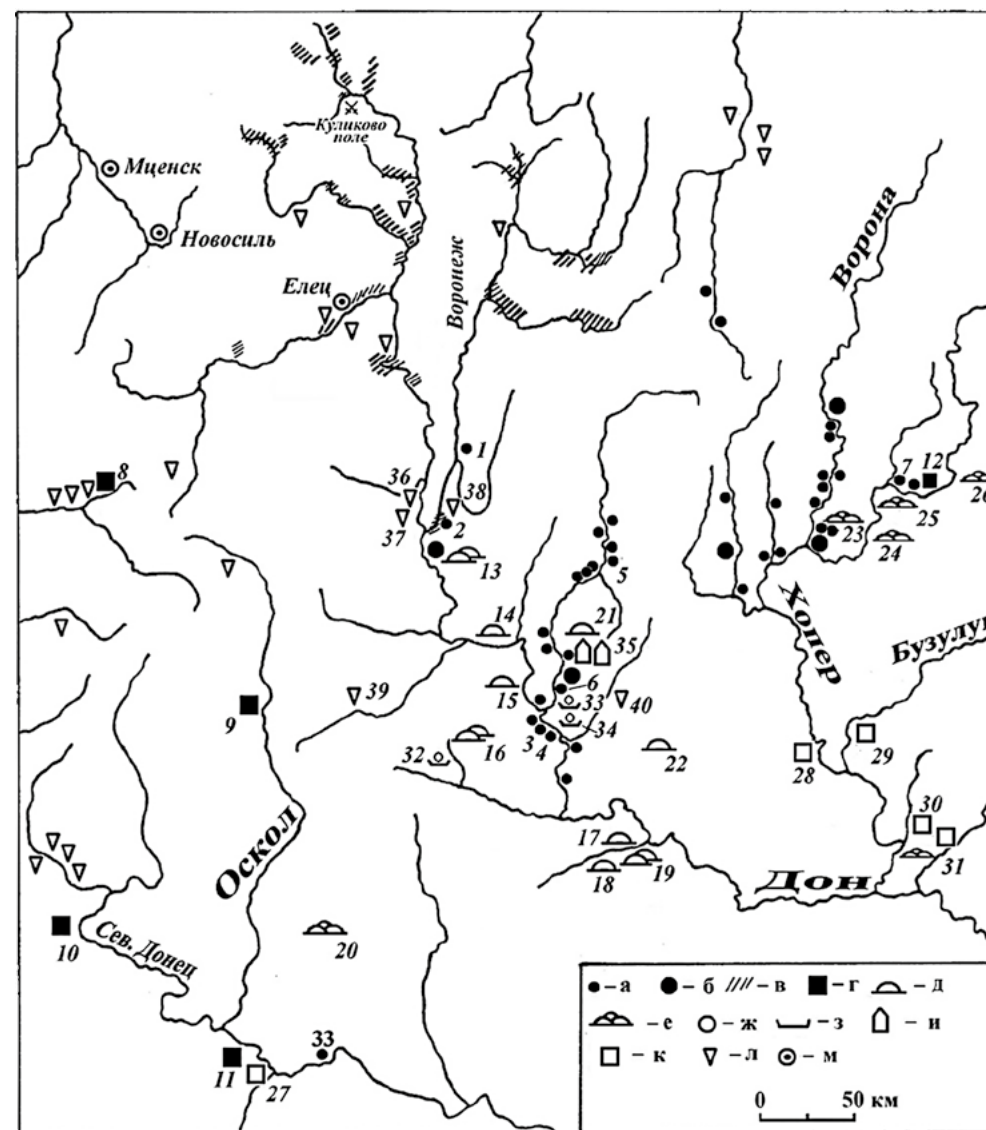 Куликово
поле
Мценск
Новосиль
Елец
Воронеж
Ворона
1
8
36
38
7
12
26
37
2
23
25
24
13
5
14
21
35
Хопер
Бузулук
15
6
33
39
40
9
34
3
4
16
22
32
29
28
30
17
31
Оскол
18
19
Дон
10
20
Сев. Донец
33
11
27
- а
- б
- в
- г
- д
- е
- ж
- з
- и
- к
- л
- м
0 50 км